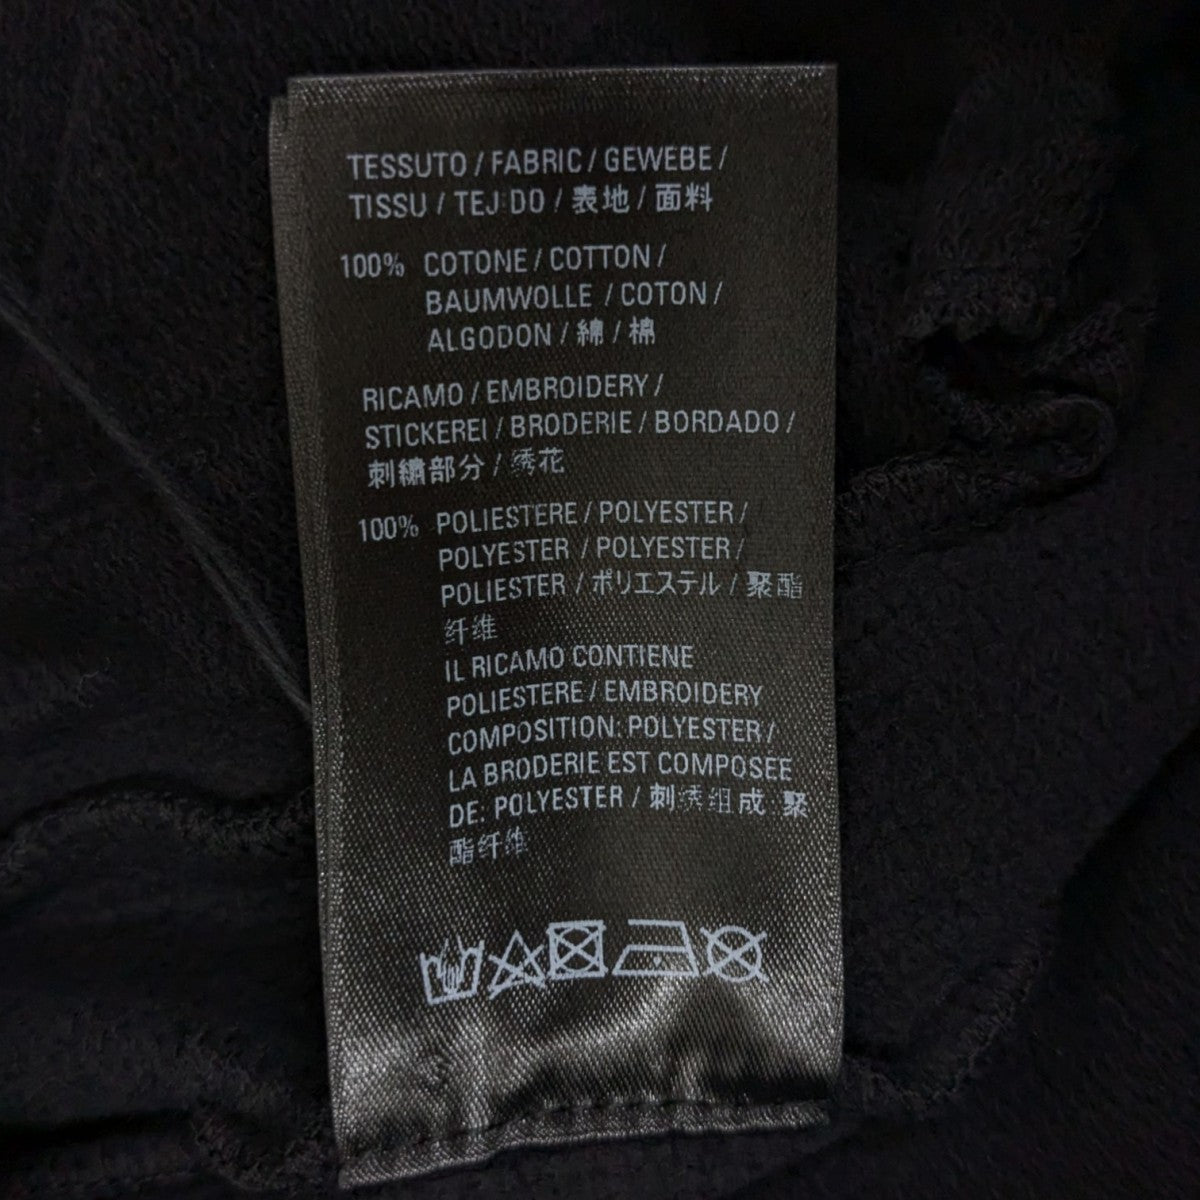 TESSUTO / FABRIC / GEWEBE /
TISSU / TEJIDO / 表地 / 面料
100% COTONE / COTTON /
BAUMWOLLE / COTON /
ALGODON / 綿 / 棉
RICAMO / EMBROIDERY /
STICKEREI / BRODERIE / BORDADO /
刺繍部分 / 绣花
100% POLIESTERE / POLYESTER /
POLYESTER / POLYESTER /
POLIESTER / ポリエステル / 聚酯
纤维
IL RICAMO CONTIENE
POLIESTERE / EMBROIDERY
COMPOSITION: POLYESTER /
LA BRODERIE EST COMPOSEE
DE: POLYESTER / 刺绣组成: 聚
酯纤维